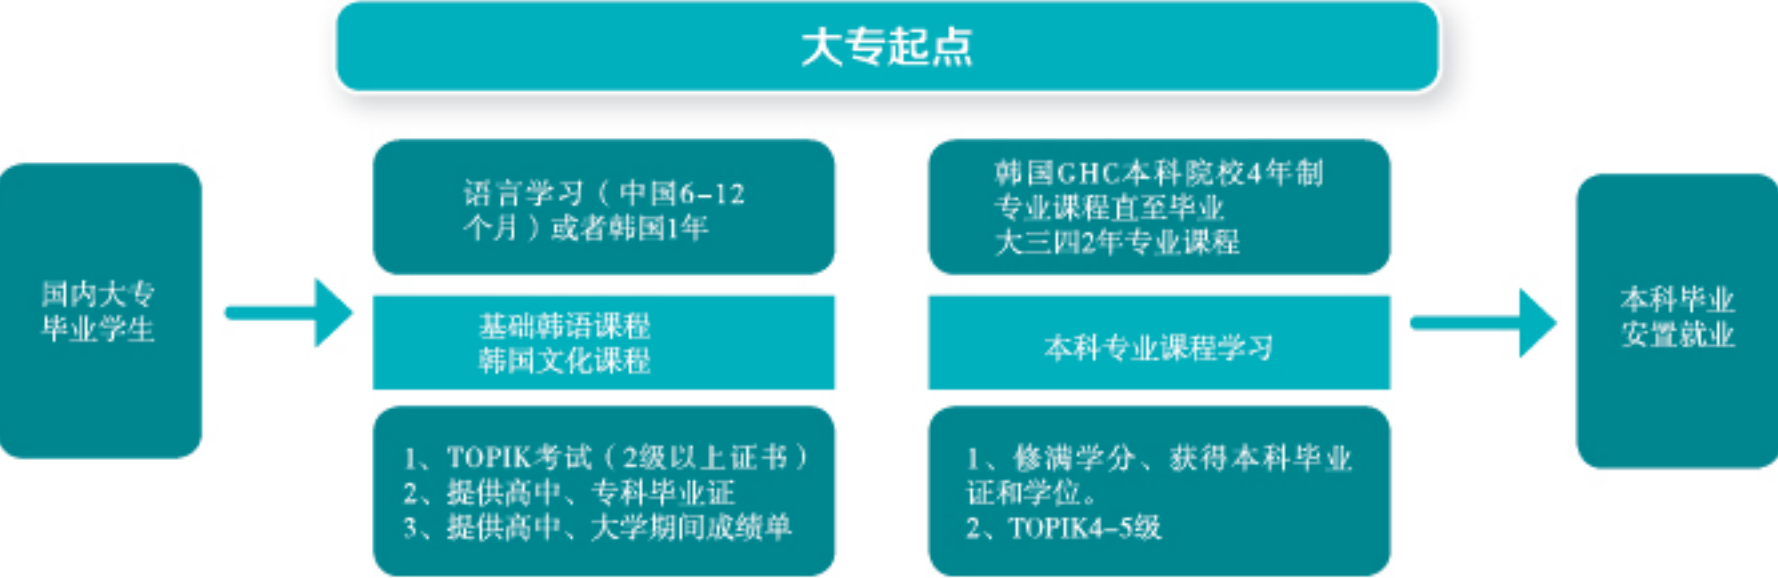 大专起点
国内大专
毕业学生
语言学习（中国6-12
个月）或者韩国1年
基础韩语课程
韩国文化课程
1、TOPIK考试（2级以上证书）
2、提供高中、专科毕业证
3、提供高中、大学期间成绩单
韩国GHC本科院校4年制
专业课程直至毕业
大三四2年专业课程
本科专业课程学习
1、修满学分、获得本科毕业
证和学位。
2、TOPIK4-5级
本科毕业
安置就业